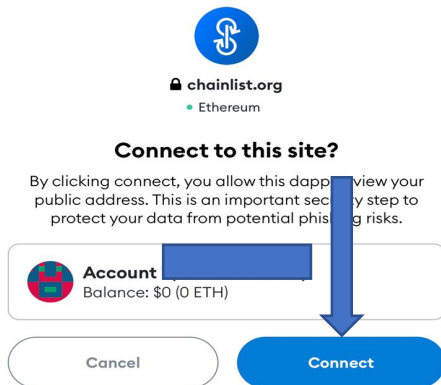 chainlist.org
Ethereum
Connect to this site?
By clicking connect, you allow this dapp view your
public address. This is an important sec y step to
protect your data from potential phis g risks.
Account
Balance: $0 (0 ETH)
Cancel
Connect